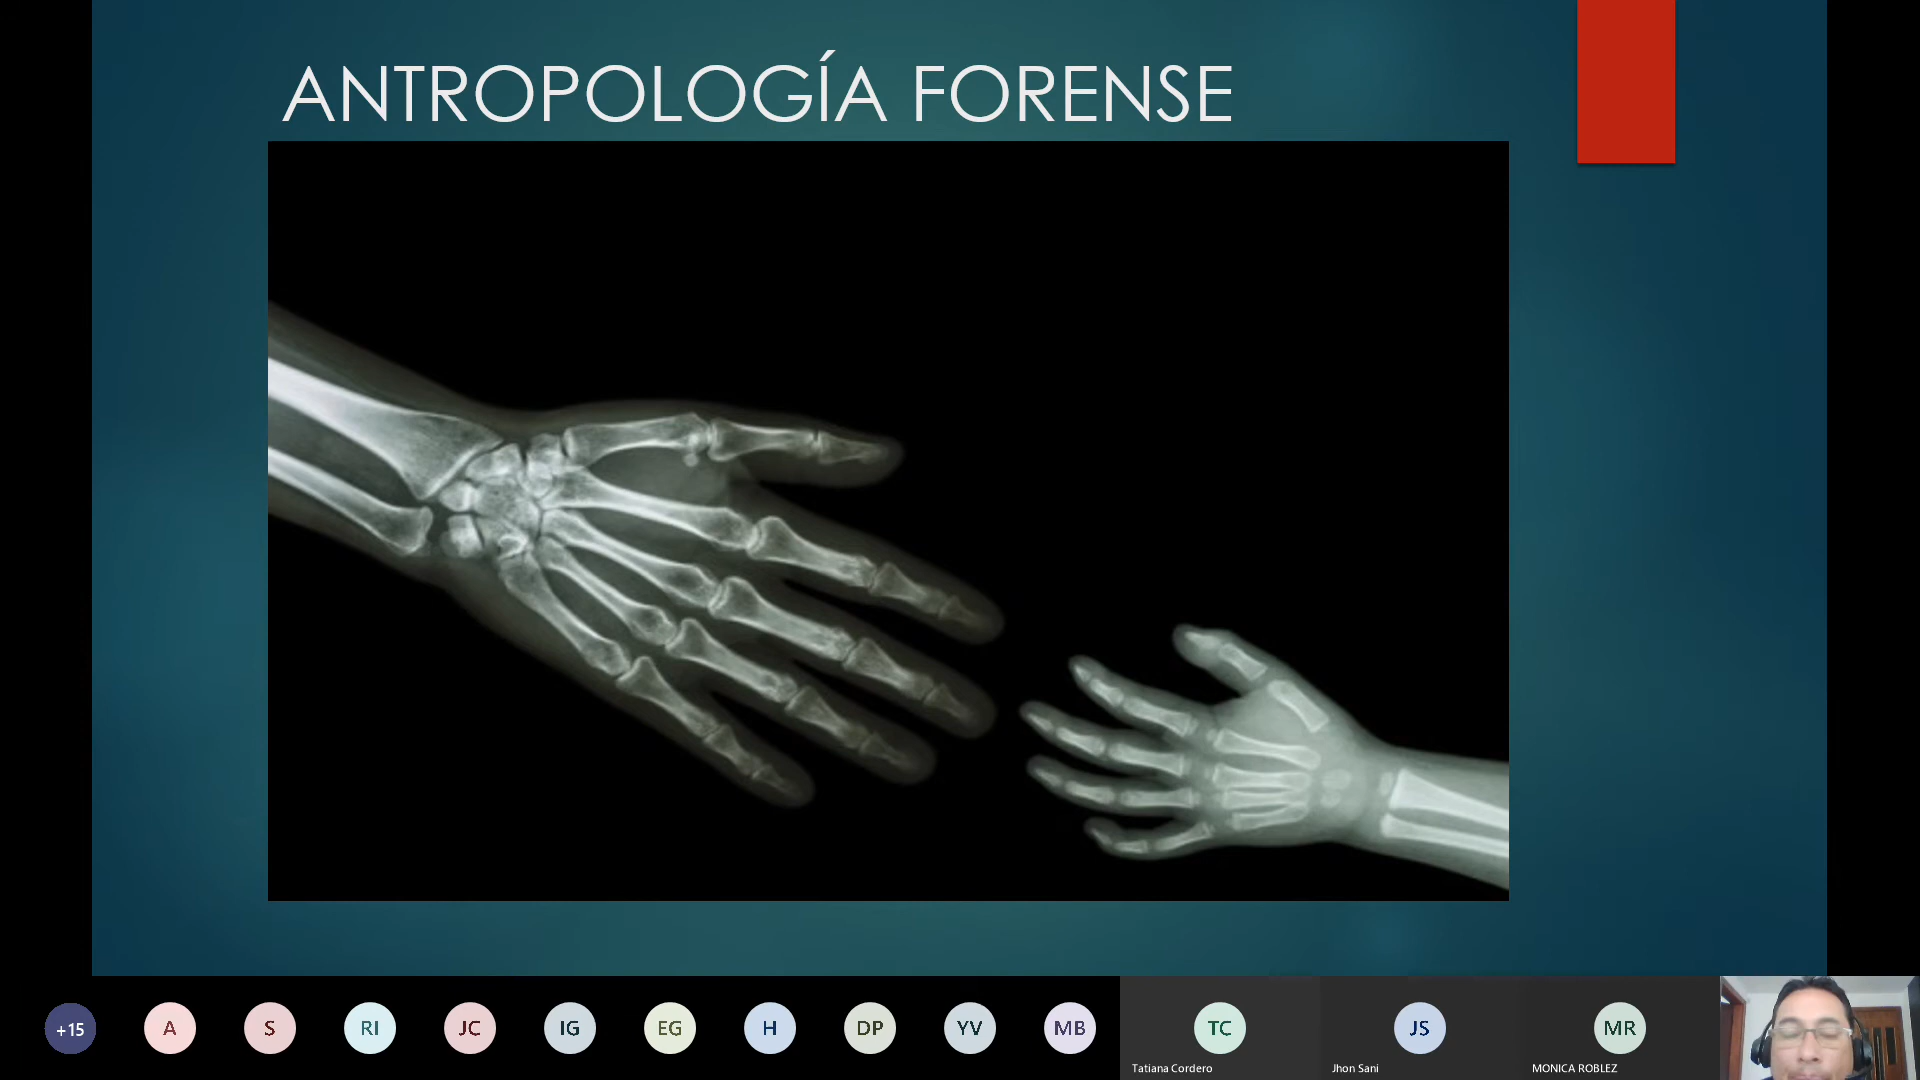 ANTROPOLOGÍA FORENSE
+15
A
S
RI
JC
IG
EG
H
DP
YV
MB
TC
JS
MR
Tatiana Cordero
Jhon Sani
MONICA ROBLEZ